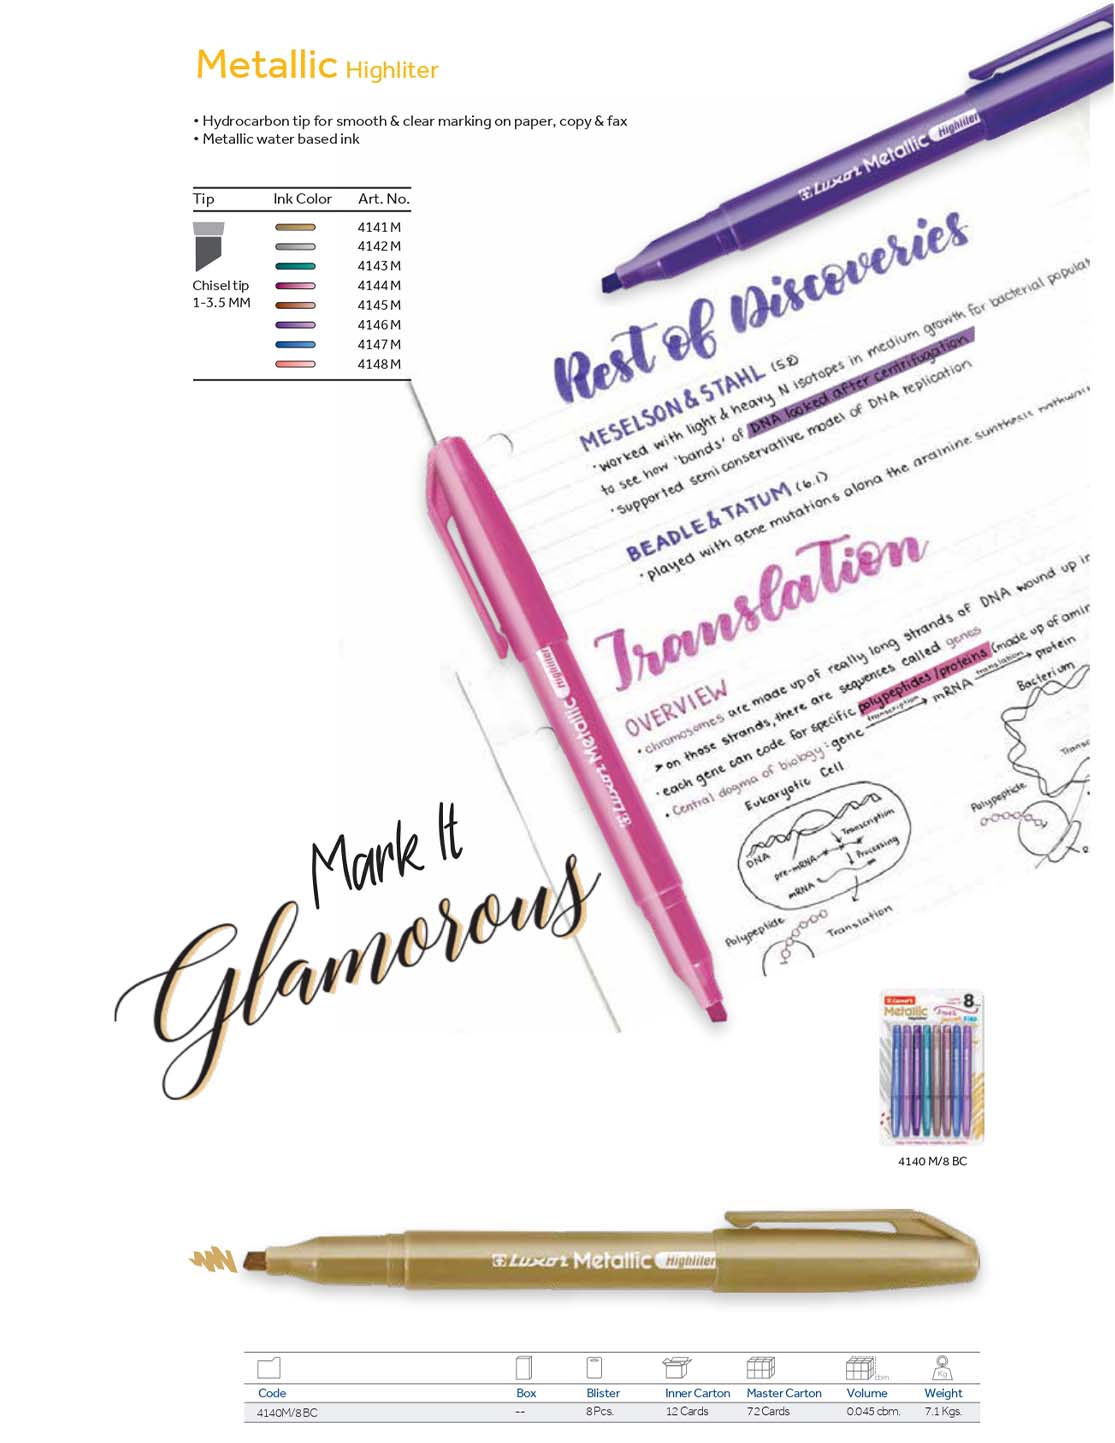 Metallic Highliter
• Hydrocarbon tip for smooth & clear marking on paper, copy & fax
• Metallic water based ink
Tip Ink Color Art. No.
4141 M
4142 M
4143 M
4144 M
4145 M
4146 M
4147 M
4148 M
Chisel tip
1-3.5 MM
Luxor Metallic Highliter
Rest of Discoveries
MESELSON & STAHL (5.8)
• worked with light & heavy N isotopes in medium growth for bacterial populat
to see how 'bands' of DNA looked after centrifugation
• supported semiconservative model of DNA replication
BEADLE & TATUM (6.1)
• played with gene mutations along the arginine synthesis pathway
Translation
OVERVIEW
• chromosomes are made up of really long strands of DNA wound up in
> on those strands, there are sequences called genes
• each gene can code for specific polypeptides/proteins (made up of amin
• Central dogma of biology: gene transcription mRNA translation protein
Eukaryotic Cell
DNA
Transcription
pre-mRNA
Processing
mRNA
Polypeptide
Translation
Bacterium
Transc
Polypeptide
Luxor Metallic Highliter
Mark It
Glamorous
Luxor
Metallic
8
4140 M/8 BC
Luxor Metallic Highliter
cbm
Kg
Code Box Blister Inner Carton Master Carton Volume Weight
4140M/8 BC -- 8 Pcs. 12 Cards 72 Cards 0.045 cbm. 7.1 Kgs.